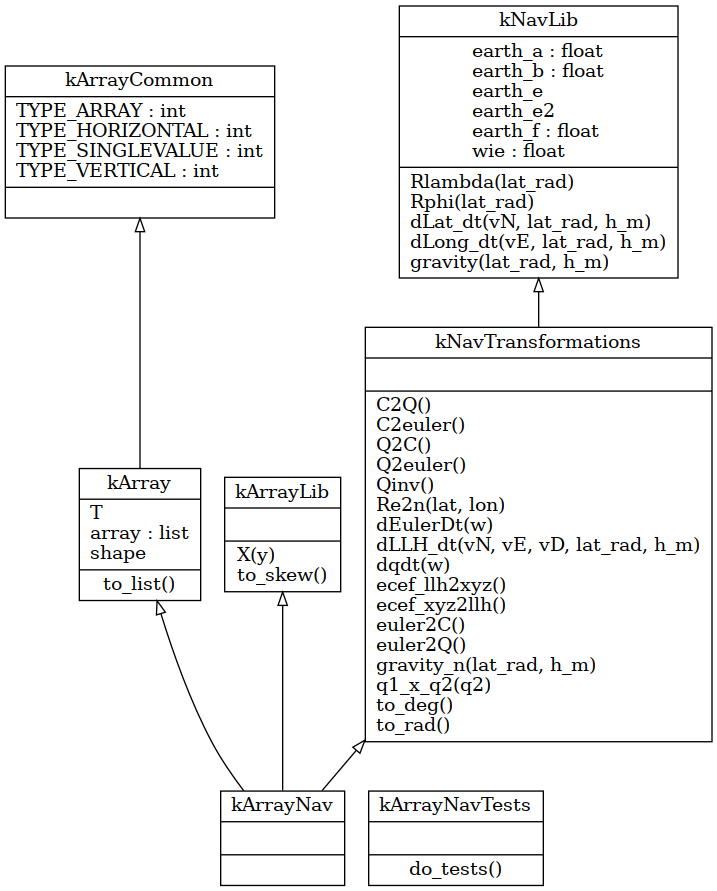 kArrayCommon
TYPE_ARRAY : int
TYPE_HORIZONTAL : int
TYPE_SINGLEVALUE : int
TYPE_VERTICAL : int
kNavLib
earth_a : float
earth_b : float
earth_e
earth_e2
earth_f : float
wie : float
Rlambda(lat_rad)
Rphi(lat_rad)
dLat_dt(vN, lat_rad, h_m)
dLong_dt(vE, lat_rad, h_m)
gravity(lat_rad, h_m)
kArray
T
array : list
shape
to_list()
kArrayLib
X(y)
to_skew()
kNavTransformations
C2Q()
C2euler()
Q2C()
Q2euler()
Qinv()
Re2n(lat, lon)
dEulerDt(w)
dLLH_dt(vN, vE, vD, lat_rad, h_m)
dqdt(w)
ecef_llh2xyz()
ecef_xyz2llh()
euler2C()
euler2Q()
gravity_n(lat_rad, h_m)
q1_x_q2(q2)
to_deg()
to_rad()
kArrayNav
kArrayNavTests
do_tests()